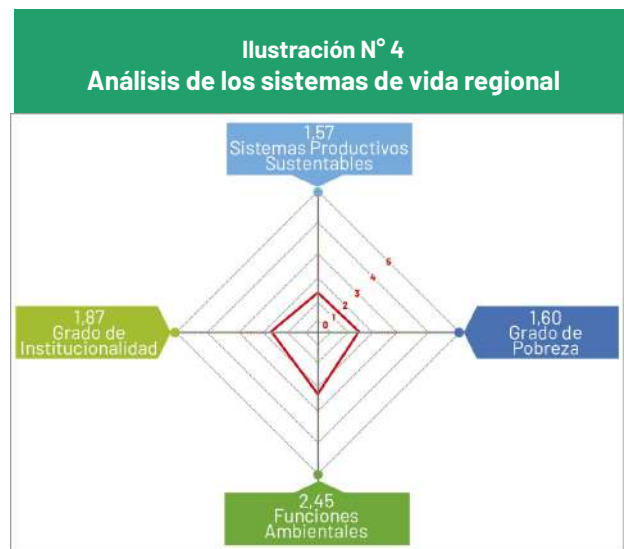 Ilustración N° 4
Análisis de los sistemas de vida regional
1,57
Sistemas Productivos
Sustentables
5
4
3
2
1
0
1,87
Grado de
Institucionalidad
1,60
Grado de
Pobreza
2,45
Funciones
Ambientales